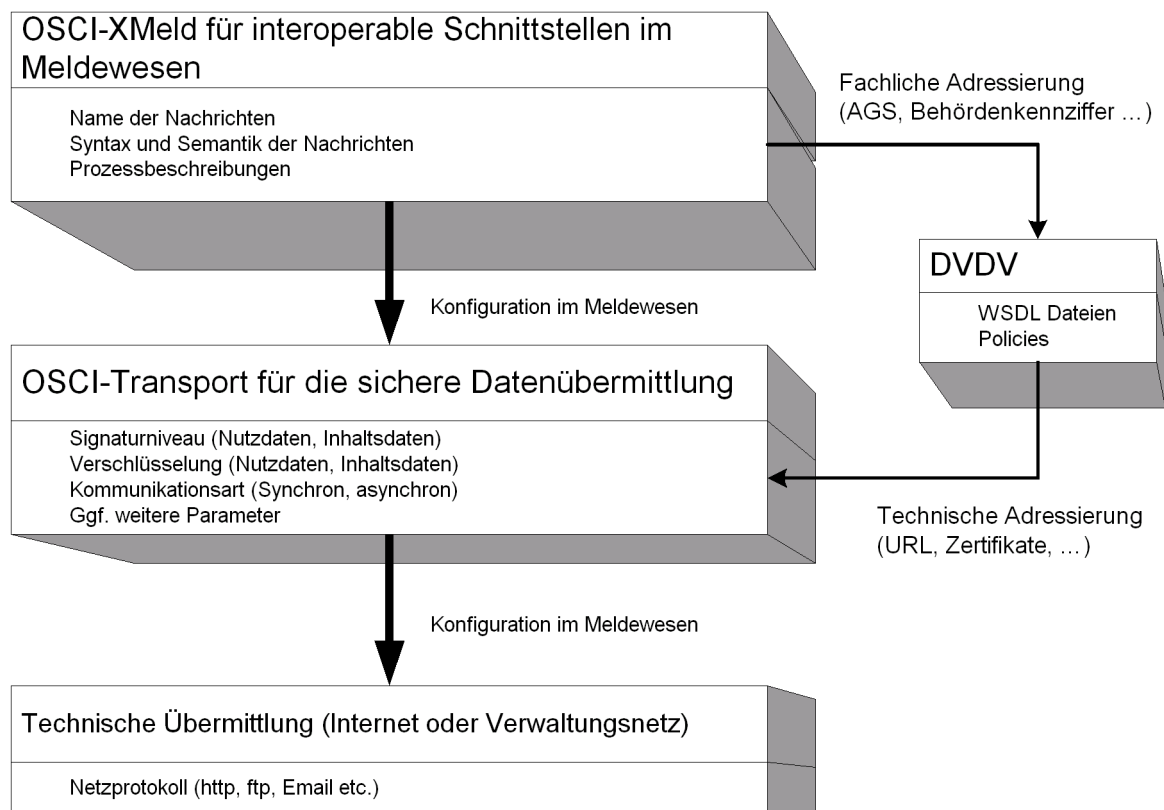 OSCI-XMeld für interoperable Schnittstellen im
Meldewesen
Name der Nachrichten
Syntax und Semantik der Nachrichten
Prozessbeschreibungen
Fachliche Adressierung
(AGS, Behördenkennziffer ...)
DVDV
WSDL Dateien
Policies
Konfiguration im Meldewesen
OSCI-Transport für die sichere Datenübermittlung
Signaturniveau (Nutzdaten, Inhaltsdaten)
Verschlüsselung (Nutzdaten, Inhaltsdaten)
Kommunikationsart (Synchron, asynchron)
Ggf. weitere Parameter
Technische Adressierung
(URL, Zertifikate, ...)
Konfiguration im Meldewesen
Technische Übermittlung (Internet oder Verwaltungsnetz)
Netzprotokoll (http, ftp, Email etc.)